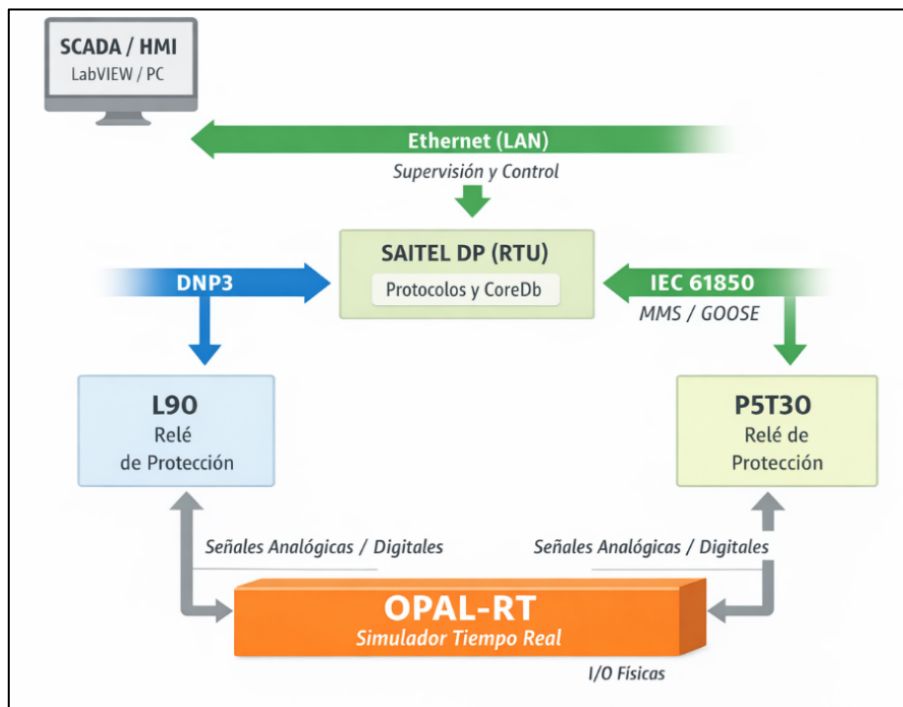 SCADA / HMI
LabVIEW / PC
Ethernet (LAN)
Supervisión y Control
SAITEL DP (RTU)
Protocolos y CoreDb
DNP3
IEC 61850
MMS / GOOSE
L90
Relé
de Protección
P5T30
Relé de
Protección
Señales Analógicas / Digitales
Señales Analógicas / Digitales
OPAL-RT
Simulador Tiempo Real
I/O Físicas